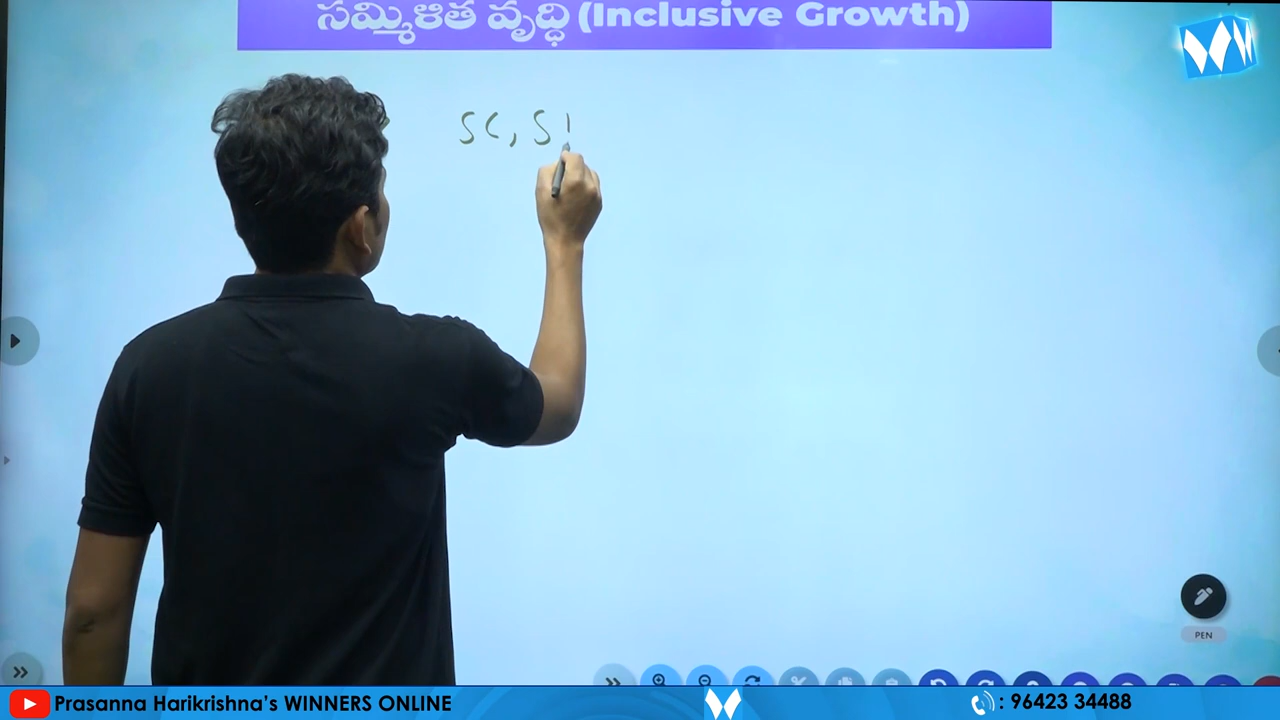 సమ్మిళిత వృద్ధి (Inclusive Growth)
SC, S
PEN
Prasanna Harikrishna's WINNERS ONLINE
: 96423 34488